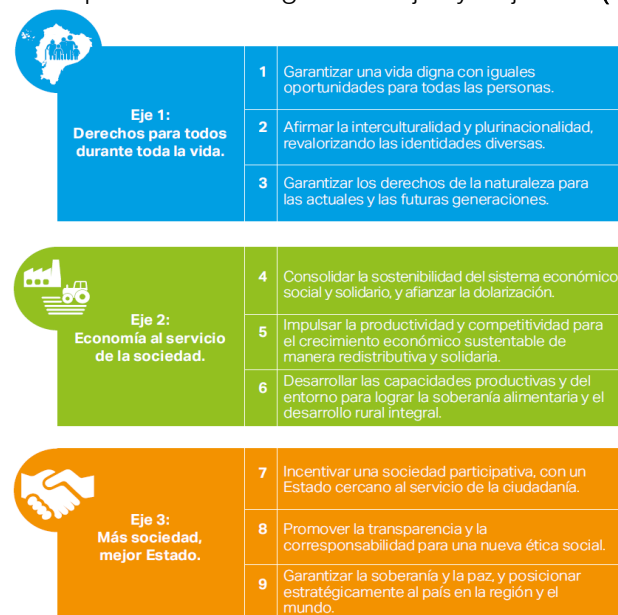 Eje 1:
Derechos para todos
durante toda la vida.
1 Garantizar una vida digna con iguales
oportunidades para todas las personas.
2 Afirmar la interculturalidad y plurinacionalidad,
revalorizando las identidades diversas.
3 Garantizar los derechos de la naturaleza para
las actuales y las futuras generaciones.
Eje 2:
Economía al servicio
de la sociedad.
4 Consolidar la sostenibilidad del sistema económico
social y solidario, y afianzar la dolarización.
5 Impulsar la productividad y competitividad para
el crecimiento económico sustentable de
manera redistributiva y solidaria.
6 Desarrollar las capacidades productivas y del
entorno para lograr la soberanía alimentaria y el
desarrollo rural integral.
Eje 3:
Más sociedad,
mejor Estado.
7 Incentivar una sociedad participativa, con un
Estado cercano al servicio de la ciudadanía.
8 Promover la transparencia y la
corresponsabilidad para una nueva ética social.
9 Garantizar la soberanía y la paz, y posicionar
estratégicamente al país en la región y el
mundo.